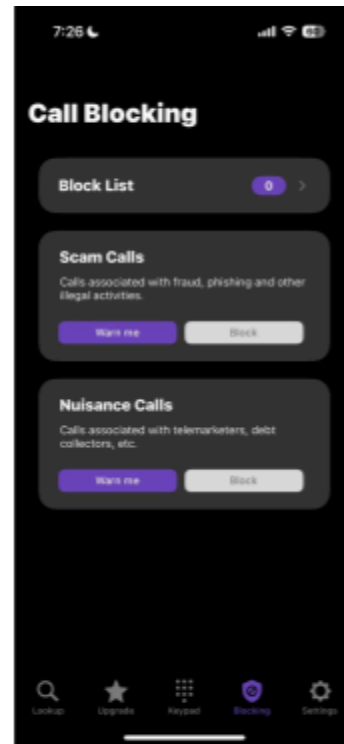 7:26
Call Blocking
Block List
0
Scam Calls
Calls associated with fraud, phishing and other
illegal activities.
Warn me Block
Nuisance Calls
Calls associated with telemarketers, debt
collectors, etc.
Warn me Block
Lookup Upgrade Keypad Blocking Settings